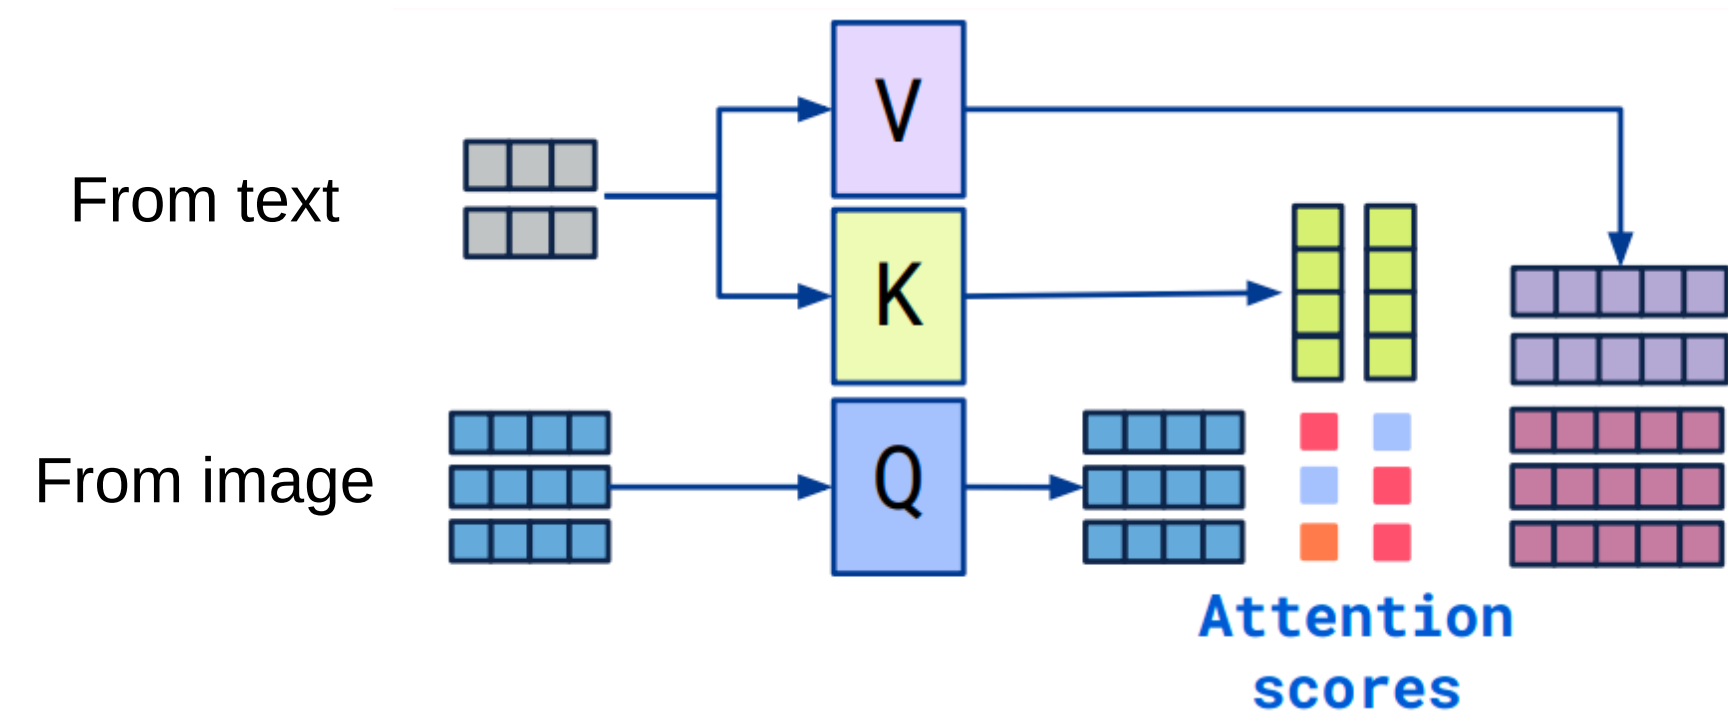 V
From text
K
From image
Q
Attention
scores